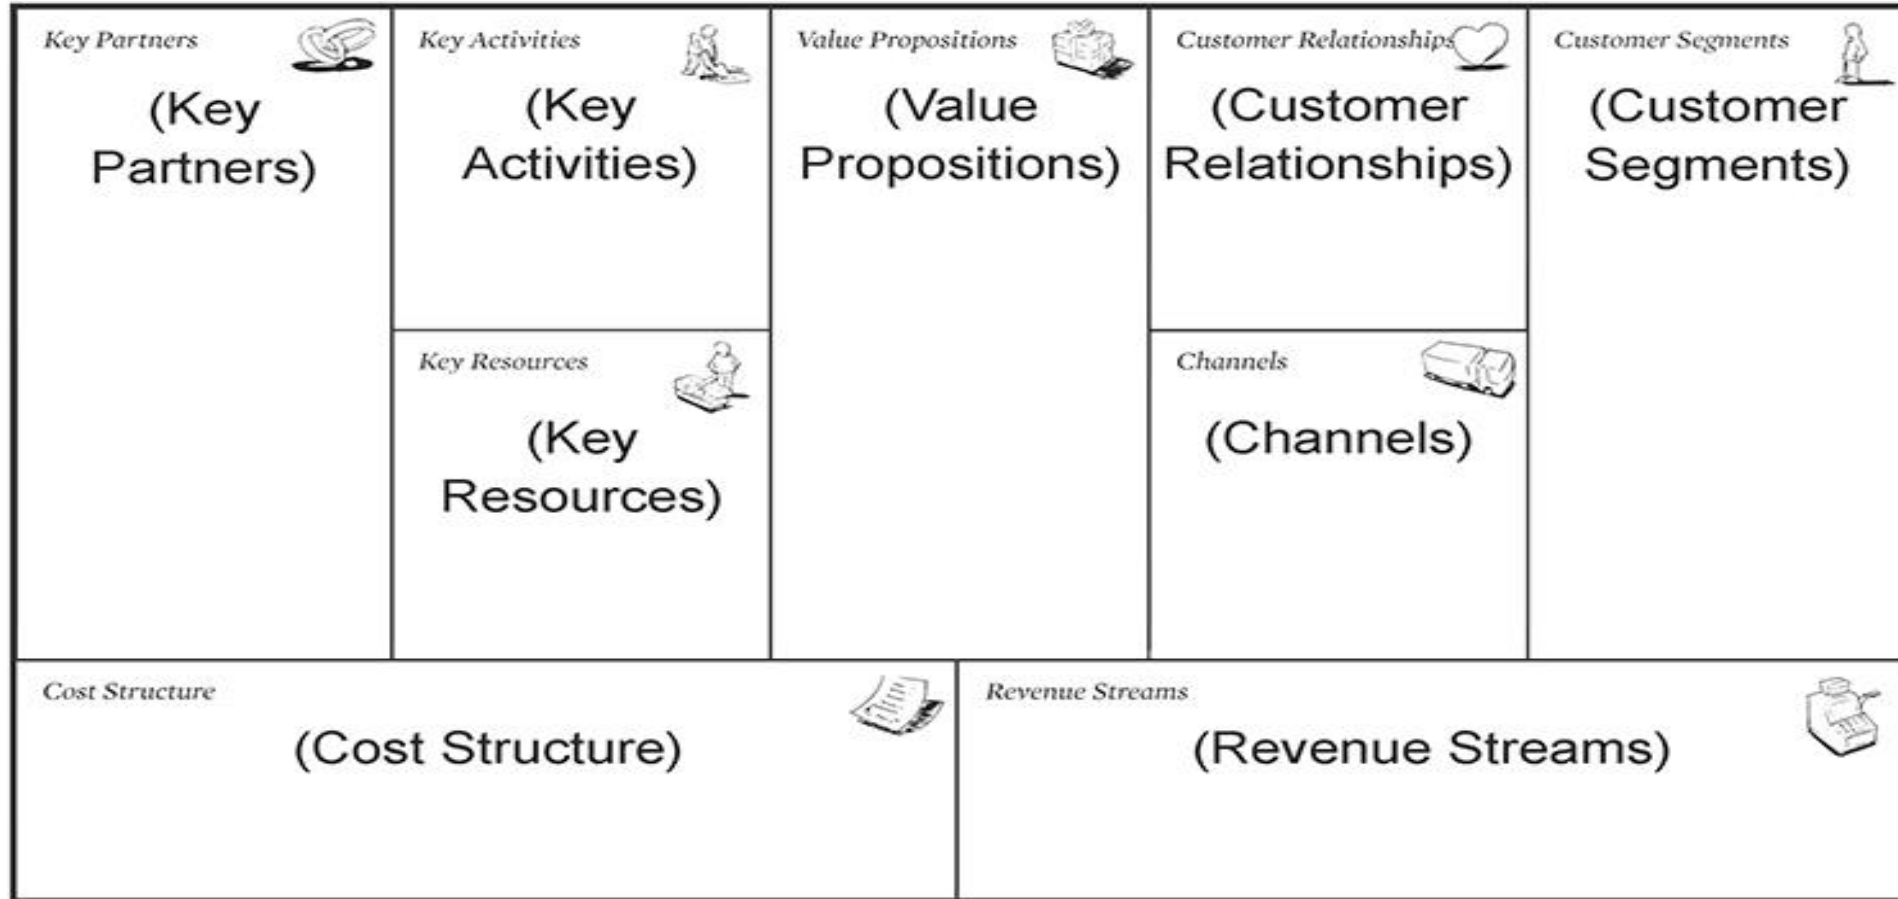 Key Partners
(Key
Partners)
Key Activities
(Key
Activities)
Key Resources
(Key
Resources)
Value Propositions
(Value
Propositions)
Customer Relationships
(Customer
Relationships)
Channels
(Channels)
Customer Segments
(Customer
Segments)
Cost Structure
(Cost Structure)
Revenue Streams
(Revenue Streams)